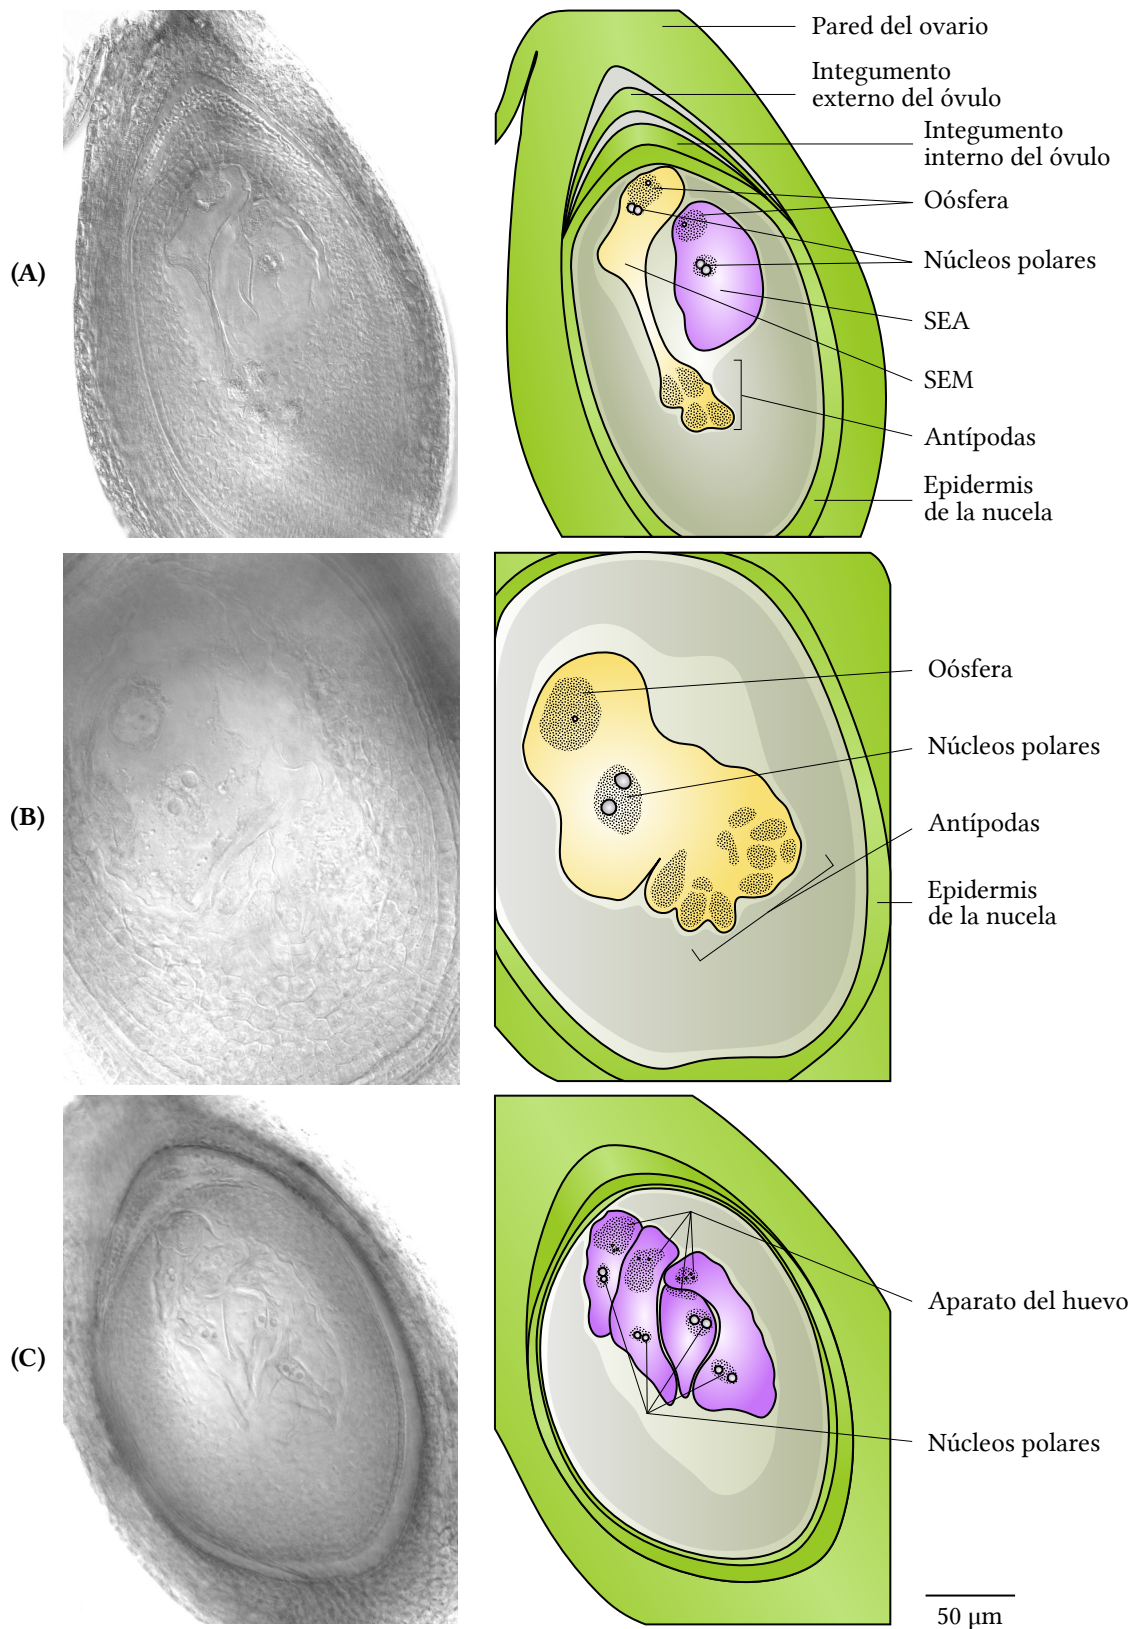 (A)
Pared del ovario
Integumento
externo del óvulo
Integumento
interno del óvulo
Oósfera
Núcleos polares
SEA
SEM
Antípodas
Epidermis
de la nucela
(B)
Oósfera
Núcleos polares
Antípodas
Epidermis
de la nucela
(C)
Aparato del huevo
Núcleos polares
50 µm